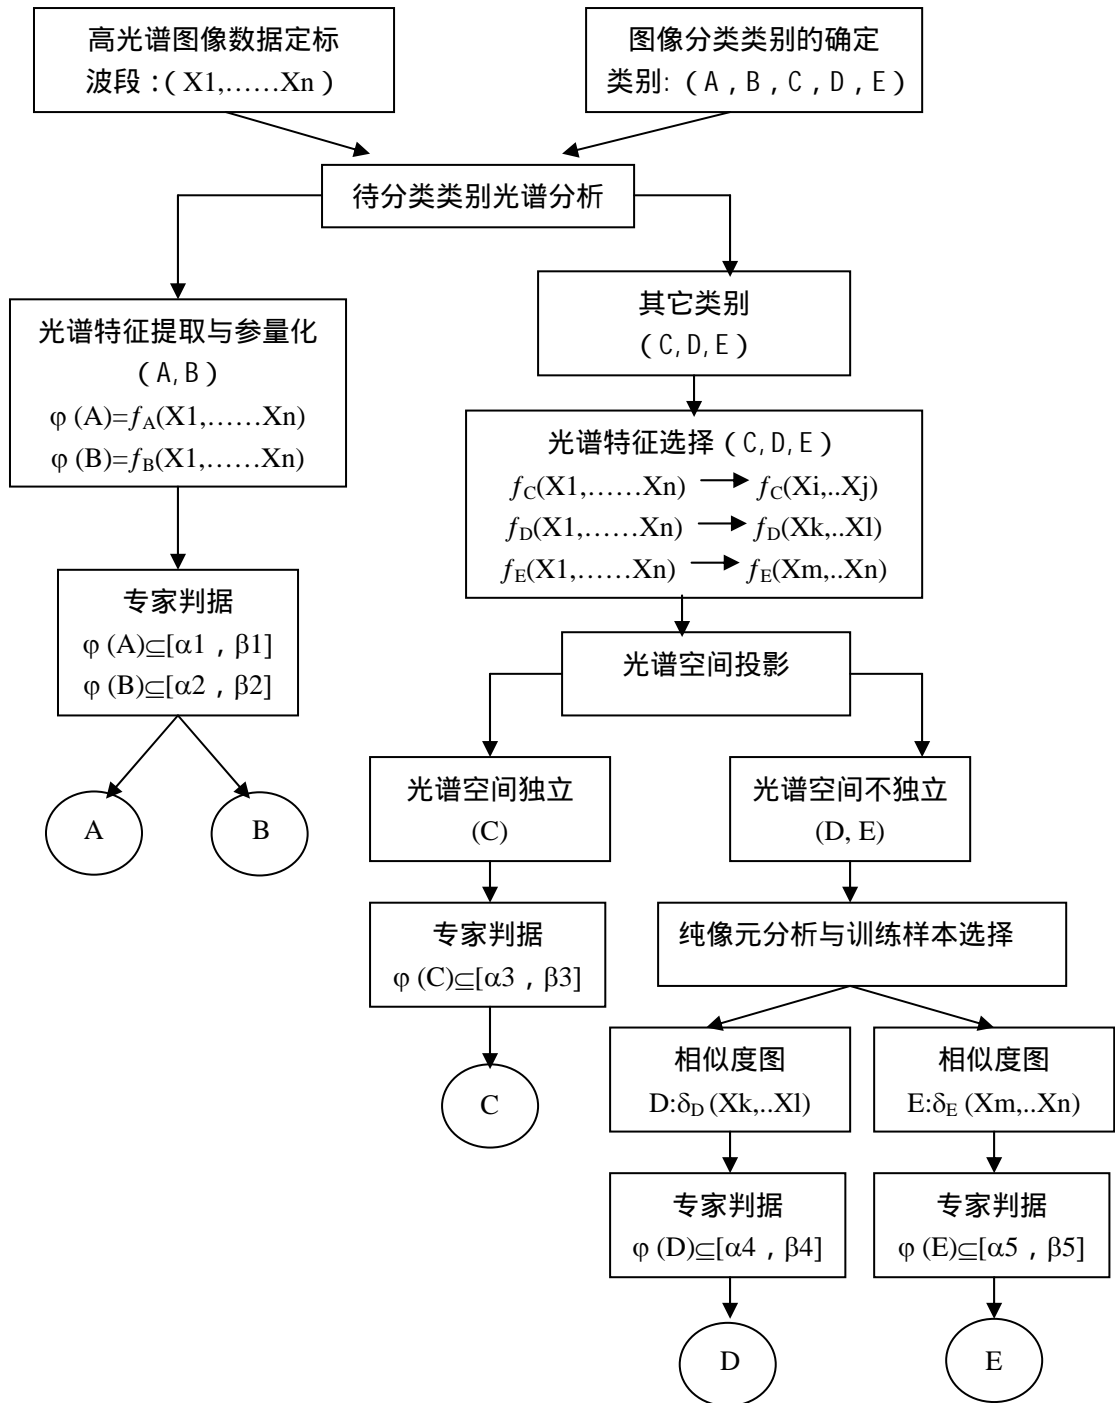 高光谱图像数据定标
波段：(X1,……Xn)
图像分类类别的确定
类别: (A，B，C，D，E)
待分类类别光谱分析
其它类别
(C,D,E)
光谱特征提取与参量化
(A,B)
φ (A)=fA(X1,……Xn)
φ (B)=fB(X1,……Xn)
光谱特征选择 (C,D,E)
fC(X1,……Xn) → fC(Xi,..Xj)
fD(X1,……Xn) → fD(Xk,..Xl)
fE(X1,……Xn) → fE(Xm,..Xn)
专家判据
φ (A)⊆[α1，β1]
φ (B)⊆[α2，β2]
光谱空间投影
A
B
光谱空间独立
(C)
光谱空间不独立
(D, E)
专家判据
φ (C)⊆[α3，β3]
纯像元分析与训练样本选择
C
相似度图
D:δD (Xk,..Xl)
相似度图
E:δE (Xm,..Xn)
专家判据
φ (D)⊆[α4，β4]
专家判据
φ (E)⊆[α5，β5]
D
E